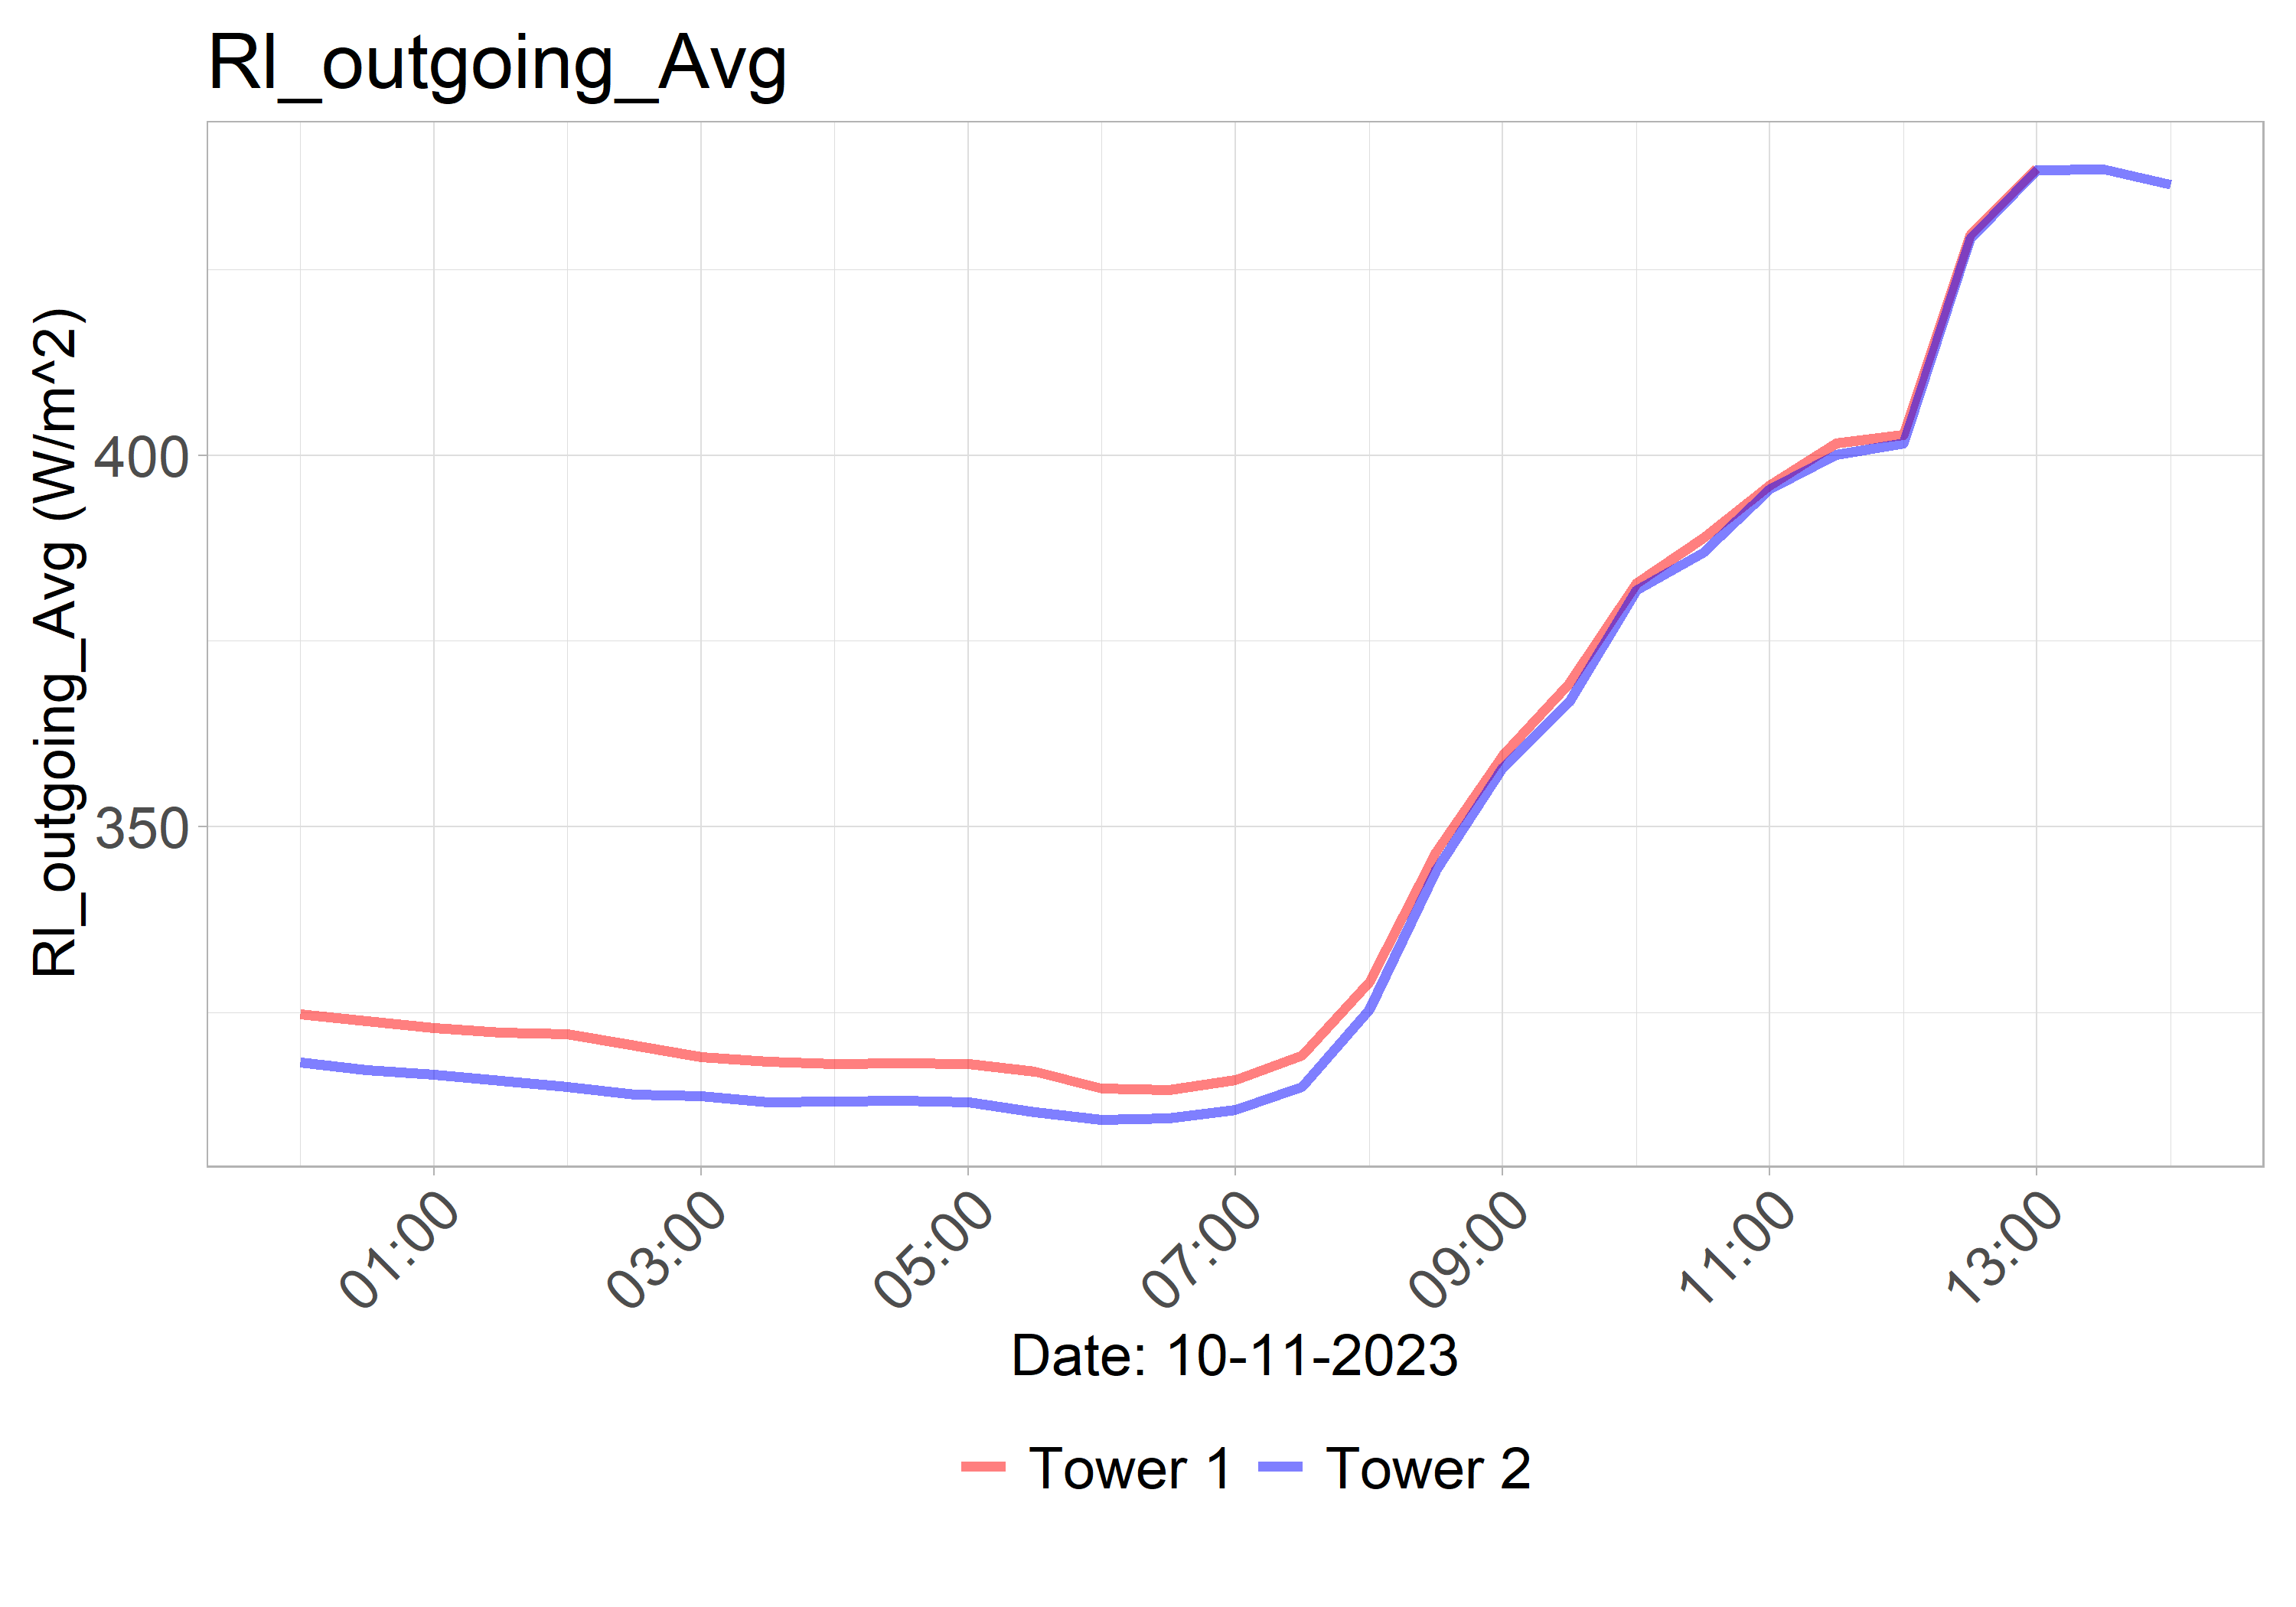 Rl_outgoing_Avg
Rl_outgoing_Avg (W/m^2)
400
350
01:00
03:00
05:00
07:00
09:00
11:00
13:00
Date: 10-11-2023
Tower 1
Tower 2